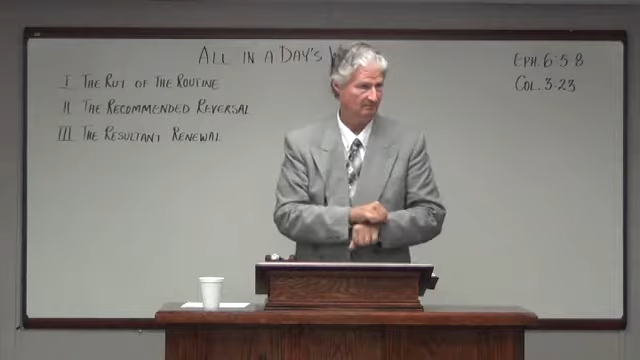 ALL IN A DAY'S
I THE RUT OF THE ROUTINE
II THE RECOMMENDED REVERSAL
III THE RESULTANT RENEWAL
EPH. 6:5-8
COL. 3:23